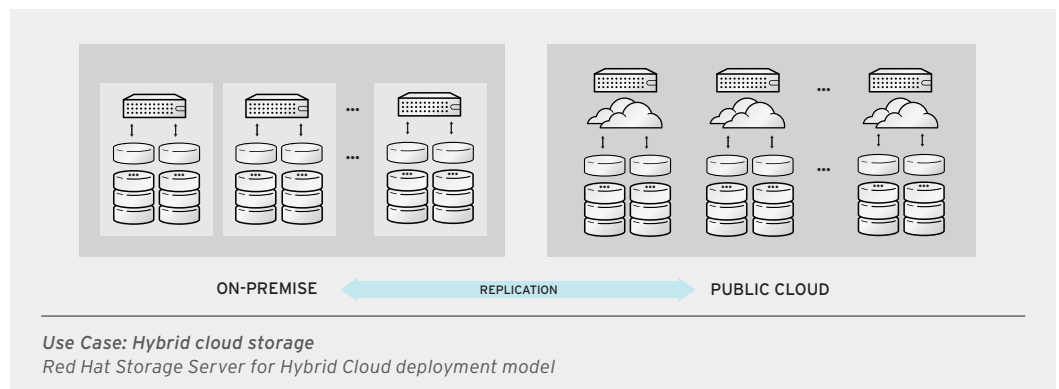 ...
...
...
...
ON-PREMISE
REPLICATION
PUBLIC CLOUD
Use Case: Hybrid cloud storage
Red Hat Storage Server for Hybrid Cloud deployment model